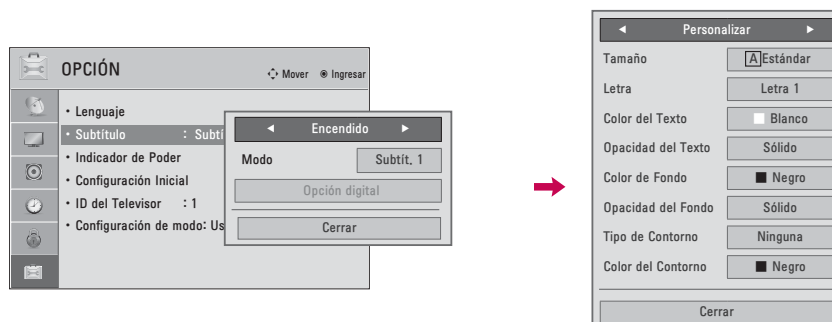 OPCIÓN
Mover Ingresar
• Lenguaje
• Subtítulo : Subtí
• Indicador de Poder
• Configuración Inicial
• ID del Televisor : 1
• Configuración de modo: Us
◄ Encendido ►
Modo Subtít. 1
Opción digital
Cerrar
◄ Personalizar ►
Tamaño A Estándar
Letra Letra 1
Color del Texto Blanco
Opacidad del Texto Sólido
Color de Fondo Negro
Opacidad del Fondo Sólido
Tipo de Contorno Ninguna
Color del Contorno Negro
Cerrar